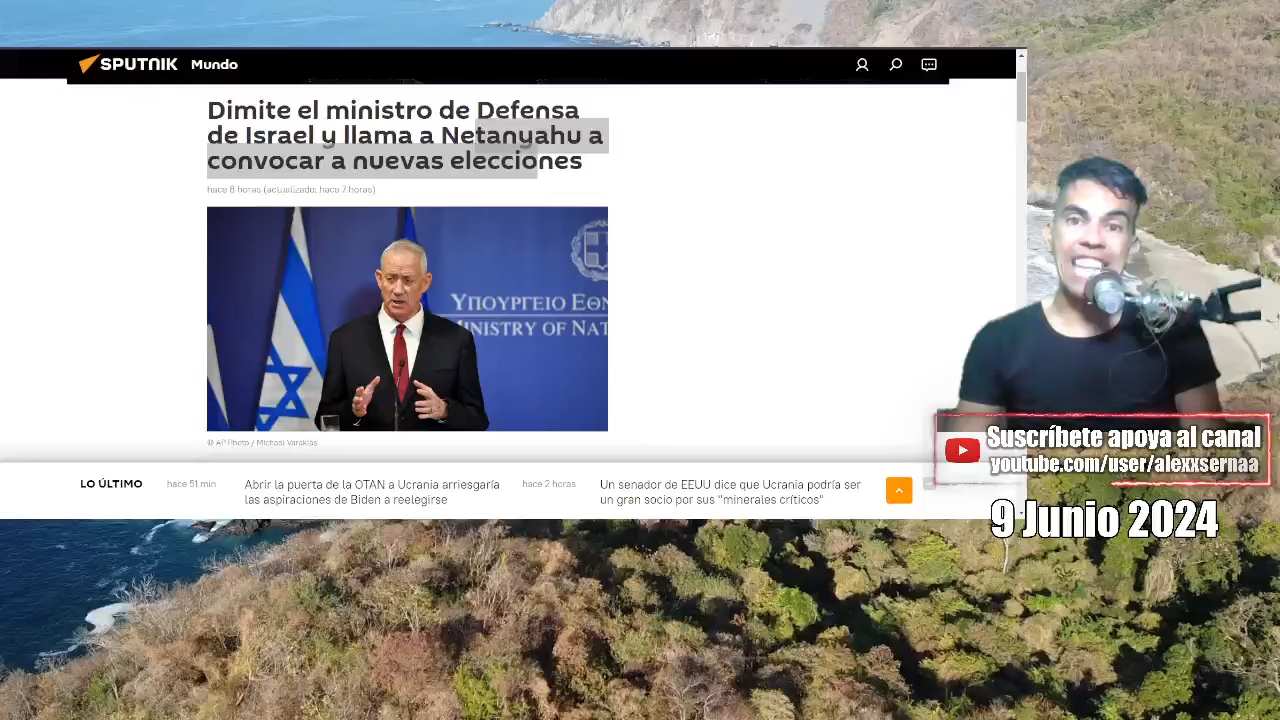 SPUTNIK Mundo
Dimite el ministro de Defensa
de Israel y llama a Netanyahu a
convocar a nuevas elecciones
hace 8 horas (actualizado: hace 7 horas)
ΥΠΟΥΡΓΕΙΟ ΕΘ
MINISTRY OF NAT
© AP Photo / Michael Varaklas
LO ÚLTIMO
hace 51 min
Abrir la puerta de la OTAN a Ucrania arriesgaría
las aspiraciones de Biden a reelegirse
hace 2 horas
Un senador de EEUU dice que Ucrania podría ser
un gran socio por sus "minerales críticos"
Suscríbete apoya al canal
youtube.com/user/alexxsernaa
9 Junio 2024